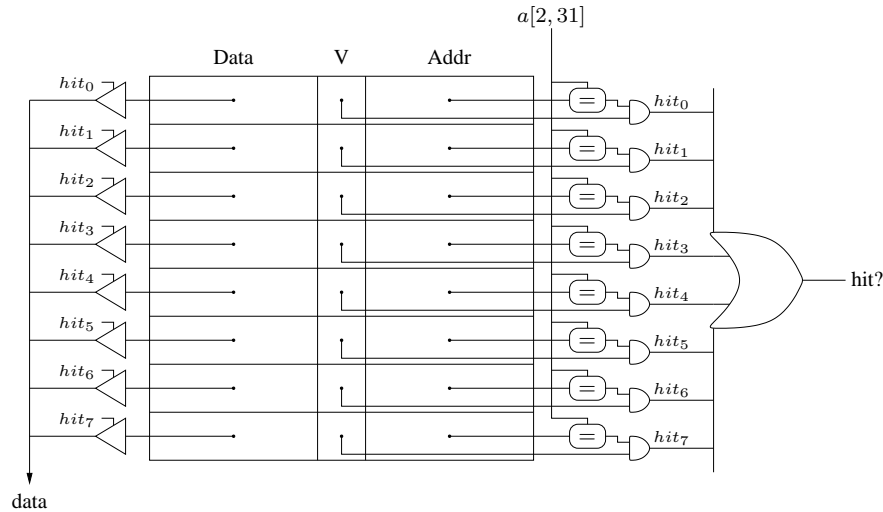 a[2, 31]
Data V Addr
hit₀ = hit₀
hit₁ = hit₁
hit₂ = hit₂
hit₃ = hit₃
hit?
hit₄ = hit₄
hit₅ = hit₅
hit₆ = hit₆
hit₇ = hit₇
data